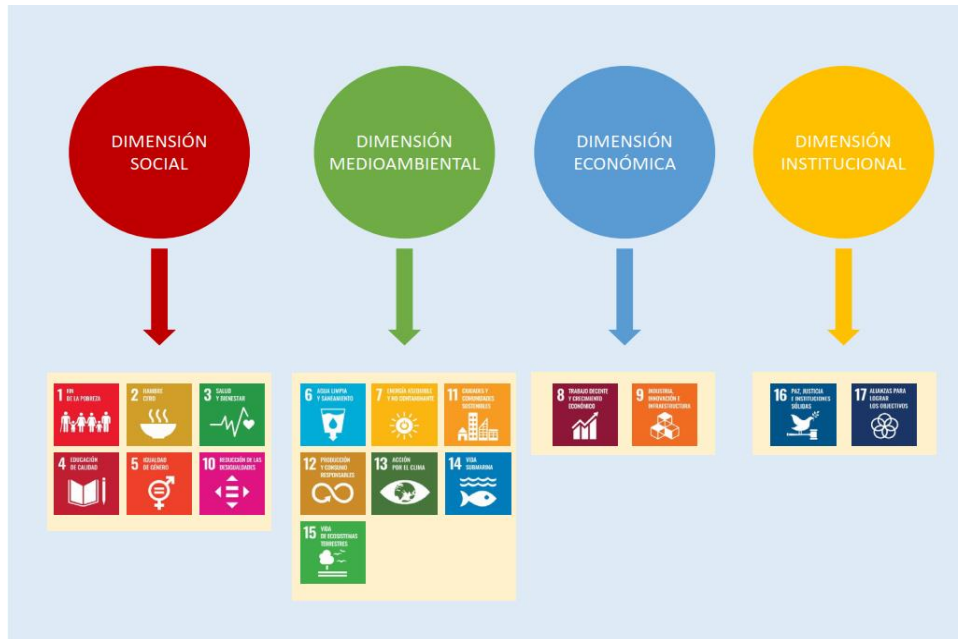 DIMENSIÓN
SOCIAL
DIMENSIÓN
MEDIOAMBIENTAL
DIMENSIÓN
ECONÓMICA
DIMENSIÓN
INSTITUCIONAL
1 FIN
DE LA POBREZA
2 HAMBRE
CERO
3 SALUD
Y BIENESTAR
4 EDUCACIÓN
DE CALIDAD
5 IGUALDAD
DE GÉNERO
10 REDUCCIÓN DE LAS
DESIGUALDADES
6 AGUA LIMPIA
Y SANEAMIENTO
7 ENERGÍA ASEQUIBLE
Y NO CONTAMINANTE
11 CIUDADES Y
COMUNIDADES
SOSTENIBLES
12 PRODUCCIÓN
Y CONSUMO
RESPONSABLES
13 ACCIÓN
POR EL CLIMA
14 VIDA
SUBMARINA
15 VIDA
DE ECOSISTEMAS
TERRESTRES
8 TRABAJO DECENTE
Y CRECIMIENTO
ECONÓMICO
9 INDUSTRIA,
INNOVACIÓN E
INFRAESTRUCTURA
16 PAZ, JUSTICIA
E INSTITUCIONES
SÓLIDAS
17 ALIANZAS PARA
LOGRAR
LOS OBJETIVOS